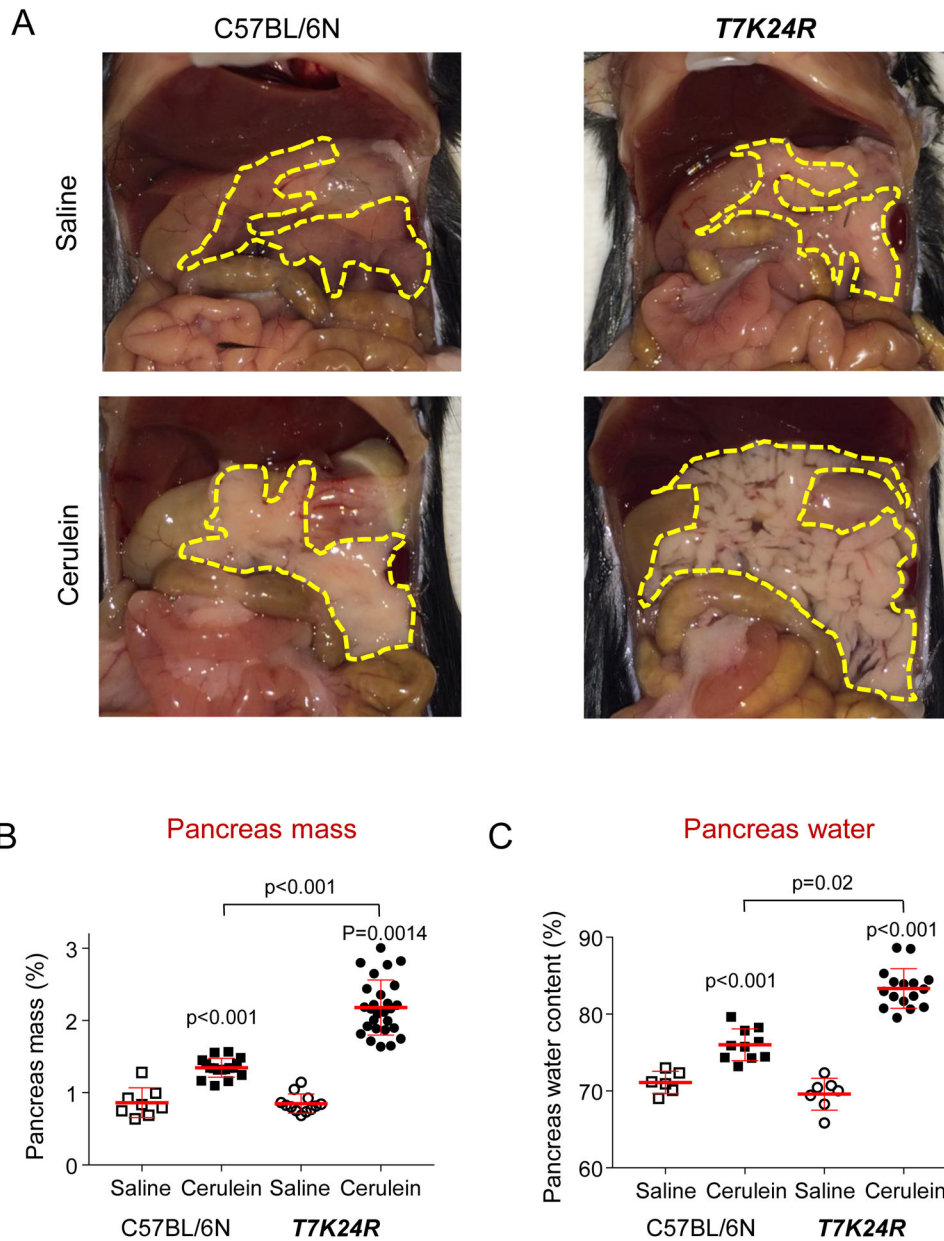 A
C57BL/6N
T7K24R
Saline
Cerulein
B
Pancreas mass
p<0.001
P=0.0014
p<0.001
Pancreas mass (%)
3
2
1
0
Saline Cerulein Saline Cerulein
C57BL/6N T7K24R
C
Pancreas water
p=0.02
p<0.001
p<0.001
Pancreas water content (%)
90
80
70
60
Saline Cerulein Saline Cerulein
C57BL/6N T7K24R